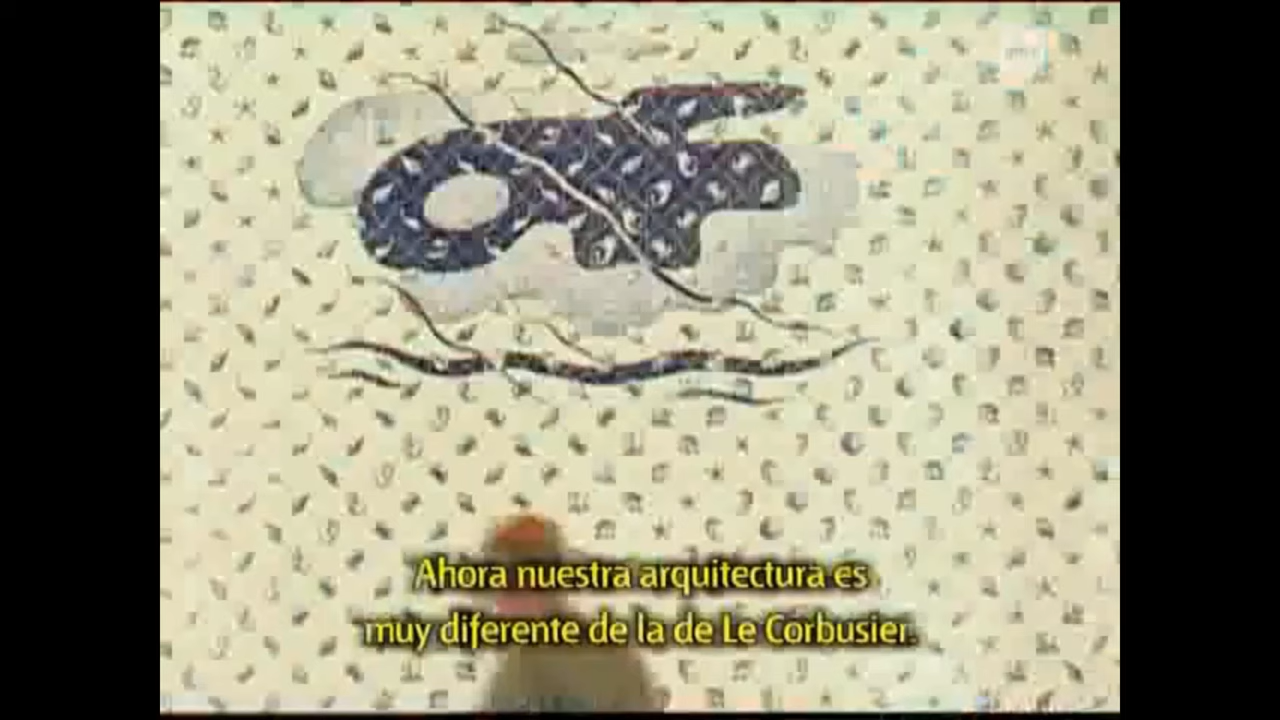 Ahora nuestra arquitectura es
muy diferente de la de Le Corbusier.